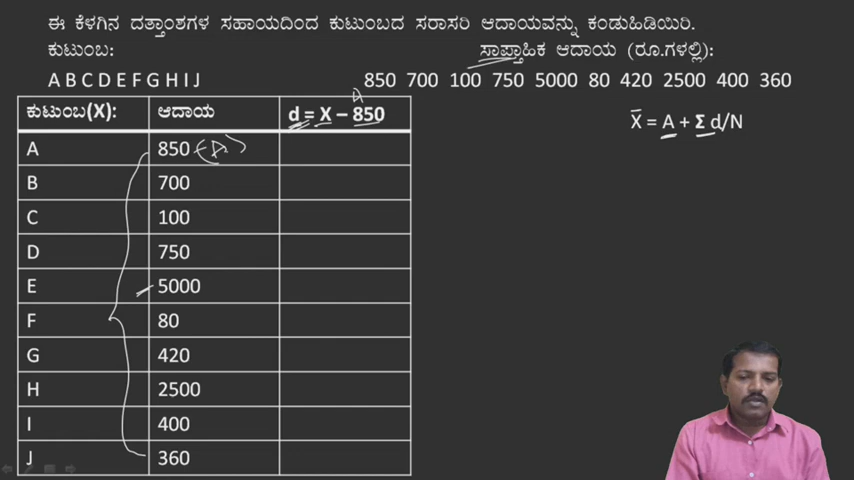 ಈ ಕೆಳಗಿನ ದತ್ತಾಂಶಗಳ ಸಹಾಯದಿಂದ ಕುಟುಂಬದ ಸರಾಸರಿ ಆದಾಯವನ್ನು ಕಂಡುಹಿಡಿಯಿರಿ.
ಕುಟುಂಬ: ಸಾಪ್ತಾಹಿಕ ಆದಾಯ (ರೂ.ಗಳಲ್ಲಿ):
A B C D E F G H I J 850 700 100 750 5000 80 420 2500 400 360
A
ಕುಟುಂಬ(X): ಆದಾಯ d = X – 850
X̅ = A + Σ d/N
A 850 (A)
B 700
C 100
D 750
E 5000
F 80
G 420
H 2500
I 400
J 360